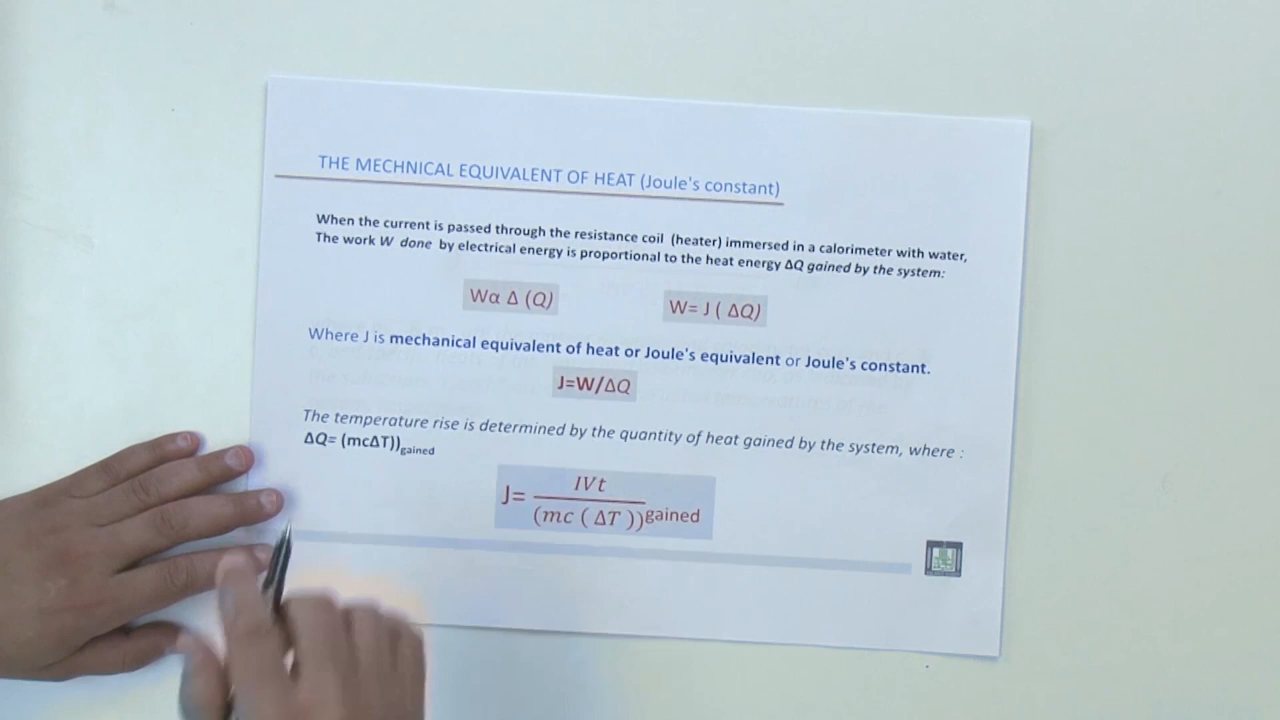 THE MECHNICAL EQUIVALENT OF HEAT (Joule's constant)
When the current is passed through the resistance coil (heater) immersed in a calorimeter with water,
The work W done by electrical energy is proportional to the heat energy ΔQ gained by the system:
Wα Δ (Q) W= J ( ΔQ)
Where J is mechanical equivalent of heat or Joule's equivalent or Joule's constant.
J=W/ΔQ
The temperature rise is determined by the quantity of heat gained by the system, where :
ΔQ= (mcΔT))gained
J= IVt
(mc ( ΔT ))gained